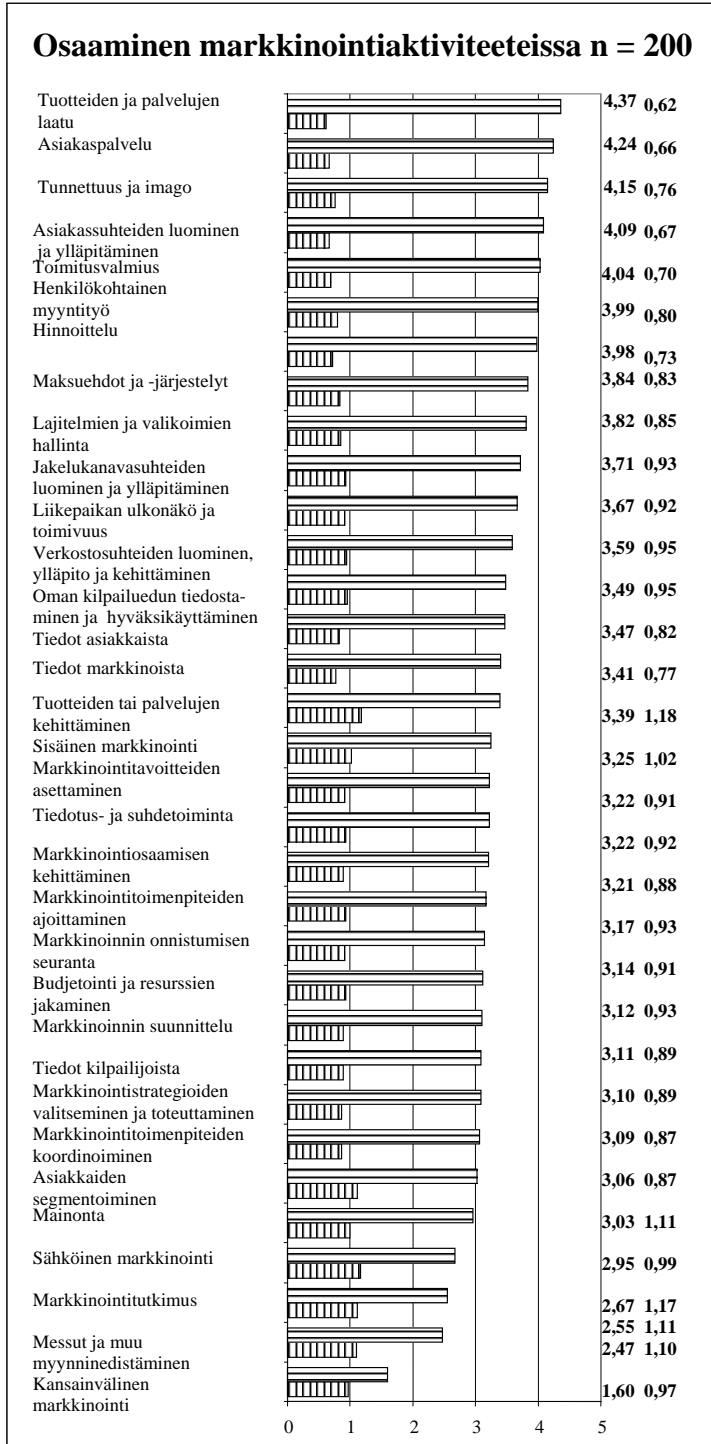 Osaaminen markkinointiaktiviteeteissa n = 200
Tuotteiden ja palvelujen
laatu
4,37 0,62
Asiakaspalvelu
4,24 0,66
Tunnettuus ja imago
4,15 0,76
Asiakassuhteiden luominen
ja ylläpitäminen
4,09 0,67
Toimitusvalmius
4,04 0,70
Henkilökohtainen
myyntityö
3,99 0,80
Hinnoittelu
3,98 0,73
Maksuehdot ja -järjestelyt
3,84 0,83
Lajitelmien ja valikoimien
hallinta
3,82 0,85
Jakelukanavasuhteiden
luominen ja ylläpitäminen
3,71 0,93
Liikepaikan ulkonäkö ja
toimivuus
3,67 0,92
Verkostosuhteiden luominen,
ylläpito ja kehittäminen
3,59 0,95
Oman kilpailuedun tiedosta-
minen ja hyväksikäyttäminen
3,49 0,95
Tiedot asiakkaista
3,47 0,82
Tiedot markkinoista
3,41 0,77
Tuotteiden tai palvelujen
kehittäminen
3,39 1,18
Sisäinen markkinointi
3,25 1,02
Markkinointitavoitteiden
asettaminen
3,22 0,91
Tiedotus- ja suhdetoiminta
3,22 0,92
Markkinointiosaamisen
kehittäminen
3,21 0,88
Markkinointitoimenpiteiden
ajoittaminen
3,17 0,93
Markkinoinnin onnistumisen
seuranta
3,14 0,91
Budjetointi ja resurssien
jakaminen
3,12 0,93
Markkinoinnin suunnittelu
3,11 0,89
Tiedot kilpailijoista
3,10 0,89
Markkinointistrategioiden
valitseminen ja toteuttaminen
3,09 0,87
Markkinointitoimenpiteiden
koordinoiminen
3,06 0,87
Asiakkaiden
segmentoiminen
3,03 1,11
Mainonta
2,95 0,99
Sähköinen markkinointi
2,67 1,17
Markkinointitutkimus
2,55 1,11
Messut ja muu
myynninedistäminen
2,47 1,10
Kansainvälinen
markkinointi
1,60 0,97
0 1 2 3 4 5